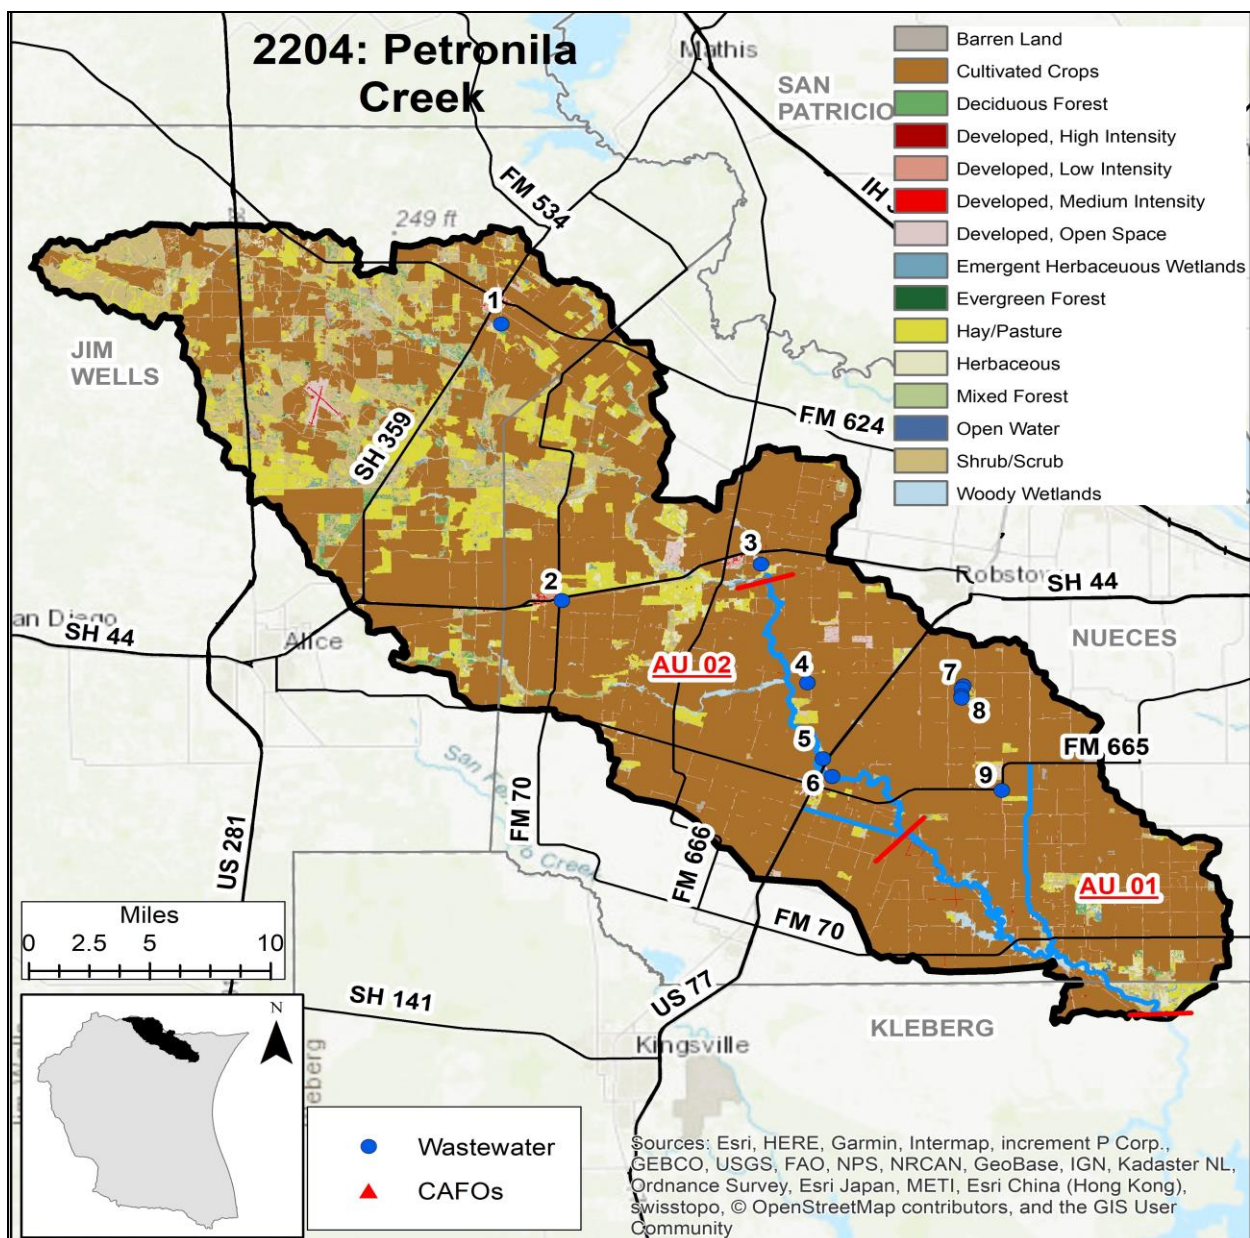 2204: Petronila
Creek
Mathis
SAN
PATRICIO
IH
FM 534
249 ft
Barren Land
Cultivated Crops
Deciduous Forest
Developed, High Intensity
Developed, Low Intensity
Developed, Medium Intensity
Developed, Open Space
Emergent Herbaceous Wetlands
Evergreen Forest
Hay/Pasture
Herbaceous
Mixed Forest
Open Water
Shrub/Scrub
Woody Wetlands
1
JIM
WELLS
SH 359
FM 624
3
2
SH 44
NUECES
Alice
SH 44
AU_02
4
7
8
5
FM 665
6
9
US 281
FM 70
FM 666
AU_01
FM 70
US 77
SH 141
KLEBERG
Kingsville
Miles
0 2.5 5 10
N
Wastewater
CAFOs
Sources: Esri, HERE, Garmin, Intermap, increment P Corp.,
GEBCO, USGS, FAO, NPS, NRCAN, GeoBase, IGN, Kadaster NL,
Ordnance Survey, Esri Japan, METI, Esri China (Hong Kong),
swisstopo, © OpenStreetMap contributors, and the GIS User
Community